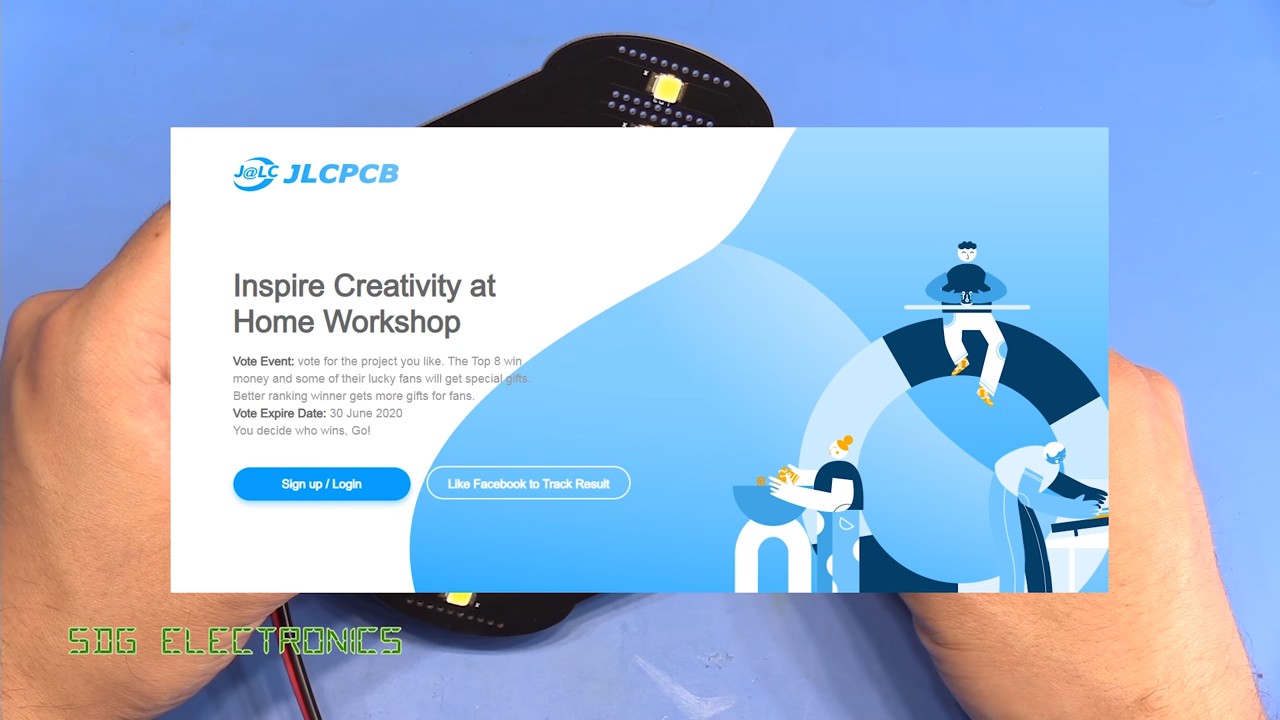 J@LC JLCPCB
Inspire Creativity at
Home Workshop
Vote Event: vote for the project you like. The Top 8 win
money and some of their lucky fans will get special gifts.
Better ranking winner gets more gifts for fans.
Vote Expire Date: 30 June 2020
You decide who wins, Go!
Sign up / Login
Like Facebook to Track Result
SDG ELECTRONICS